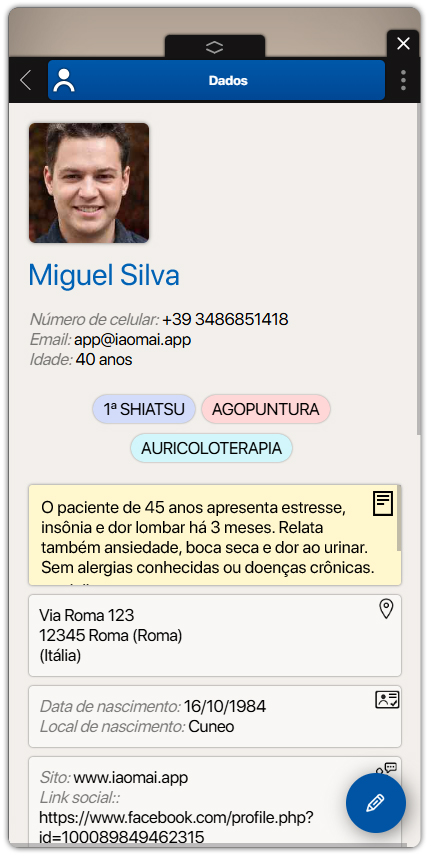 Dados
Miguel Silva
Número de celular: +39 3486851418
Email: app@iaomai.app
Idade: 40 anos
1ª SHIATSU
AGOPUNTURA
AURICOLOTERAPIA
O paciente de 45 anos apresenta estresse,
insônia e dor lombar há 3 meses. Relata
também ansiedade, boca seca e dor ao urinar.
Sem alergias conhecidas ou doenças crônicas.
Via Roma 123
12345 Roma (Roma)
(Itália)
Data de nascimento: 16/10/1984
Local de nascimento: Cuneo
Sito: www.iaomai.app
Link social::
https://www.facebook.com/profile.php?
id=100089849462315